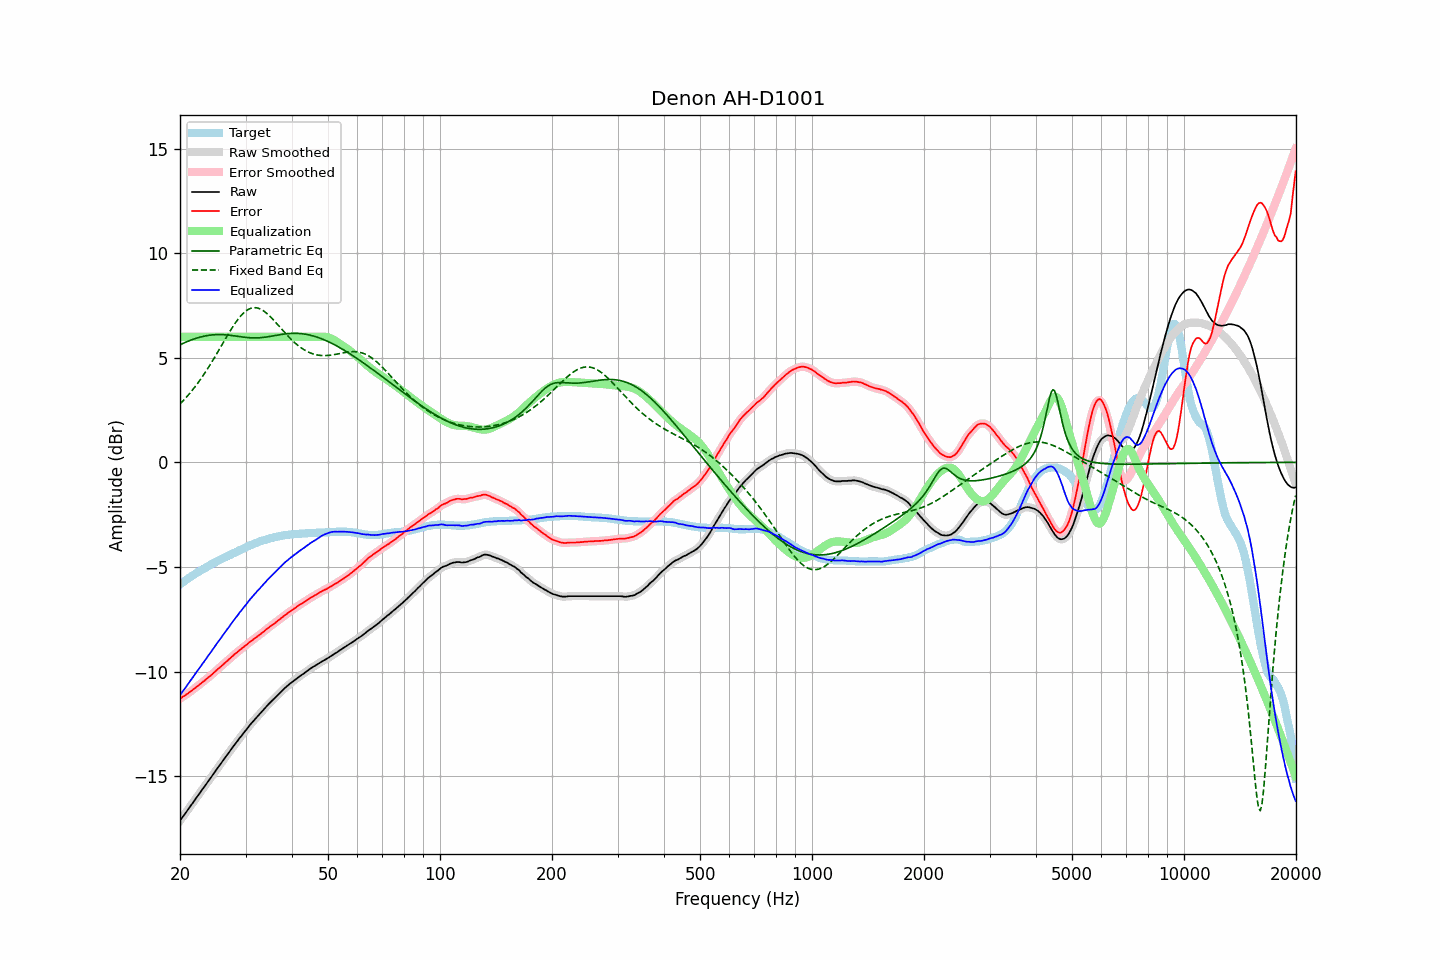 Denon AH-D1001
Target
Raw Smoothed
Error Smoothed
Raw
Error
Equalization
Parametric Eq
Fixed Band Eq
Equalized
15
10
5
0
−5
−10
−15
Amplitude (dBr)
20
50
100
200
500
1000
2000
5000
10000
20000
Frequency (Hz)